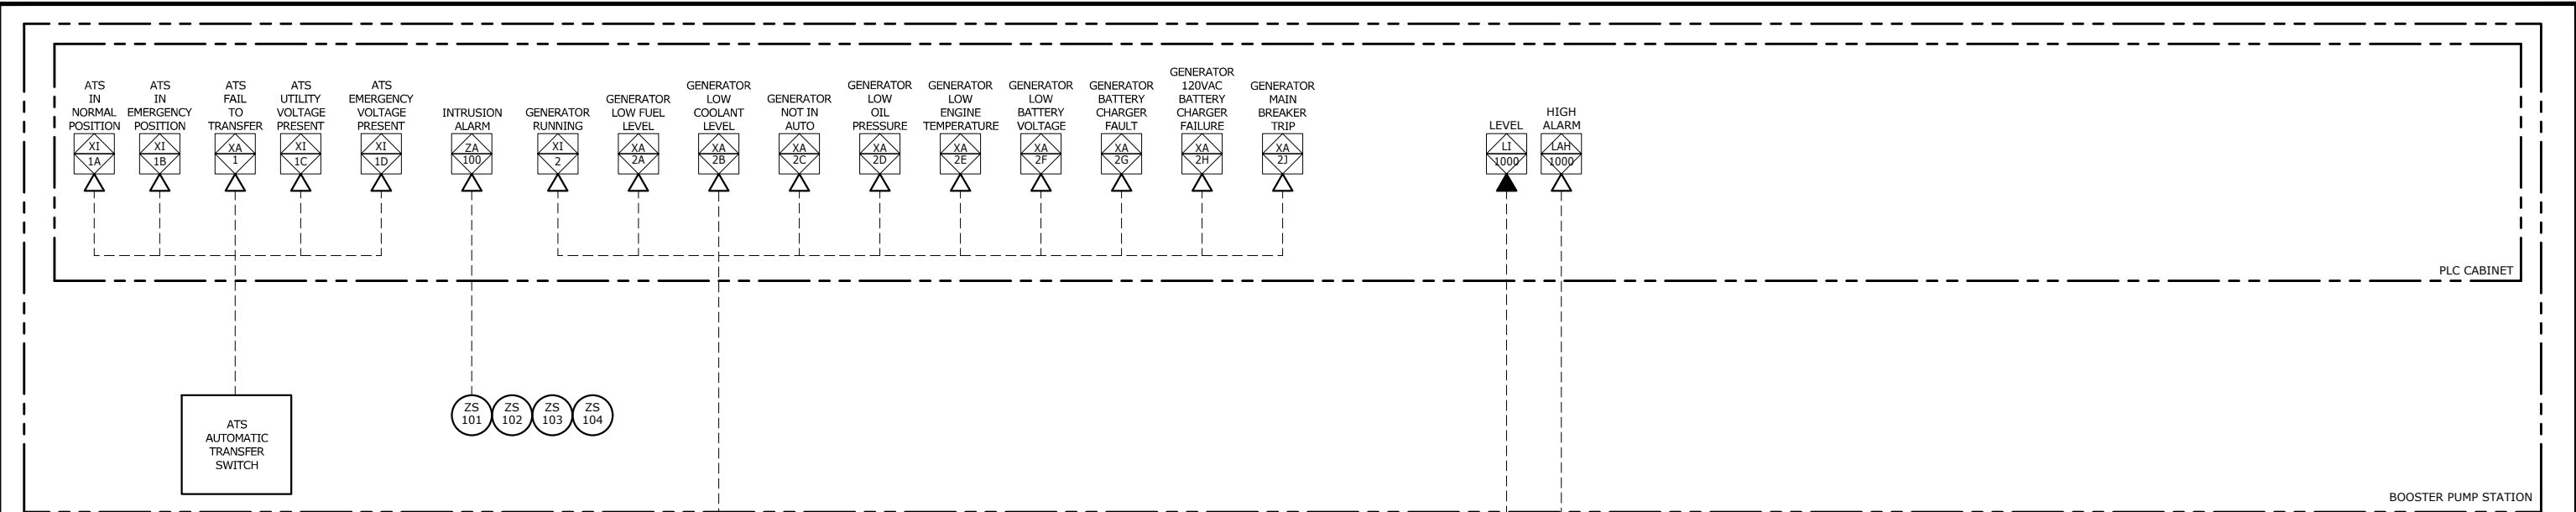 ATS
IN
NORMAL
POSITION
XI
1A
ATS
IN
EMERGENCY
POSITION
XI
1B
ATS
FAIL
TO
TRANSFER
XA
1
ATS
UTILITY
VOLTAGE
PRESENT
XI
1C
ATS
EMERGENCY
VOLTAGE
PRESENT
XI
1D
INTRUSION
ALARM
ZA
100
GENERATOR
RUNNING
XI
2
GENERATOR
LOW FUEL
LEVEL
XA
2A
GENERATOR
LOW
COOLANT
LEVEL
XA
2B
GENERATOR
NOT IN
AUTO
XA
2C
GENERATOR
LOW
OIL
PRESSURE
XA
2D
GENERATOR
LOW
ENGINE
TEMPERATURE
XA
2E
GENERATOR
LOW
BATTERY
VOLTAGE
XA
2F
GENERATOR
BATTERY
CHARGER
FAULT
XA
2G
GENERATOR
120VAC
BATTERY
CHARGER
FAILURE
XA
2H
GENERATOR
MAIN
BREAKER
TRIP
XA
2J
LEVEL
LI
1000
HIGH
ALARM
LAH
1000
PLC CABINET
ATS
AUTOMATIC
TRANSFER
SWITCH
ZS
101
ZS
102
ZS
103
ZS
104
BOOSTER PUMP STATION